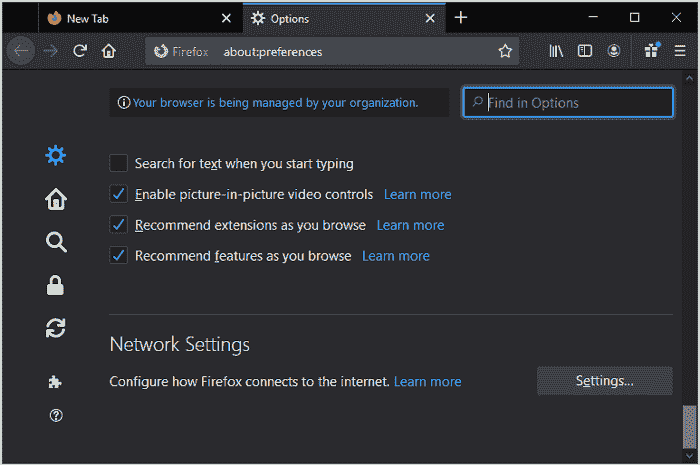 New Tab
Options
Firefox about:preferences
Your browser is being managed by your organization.
Find in Options
Search for text when you start typing
Enable picture-in-picture video controls Learn more
Recommend extensions as you browse Learn more
Recommend features as you browse Learn more
Network Settings
Configure how Firefox connects to the internet. Learn more
Settings...